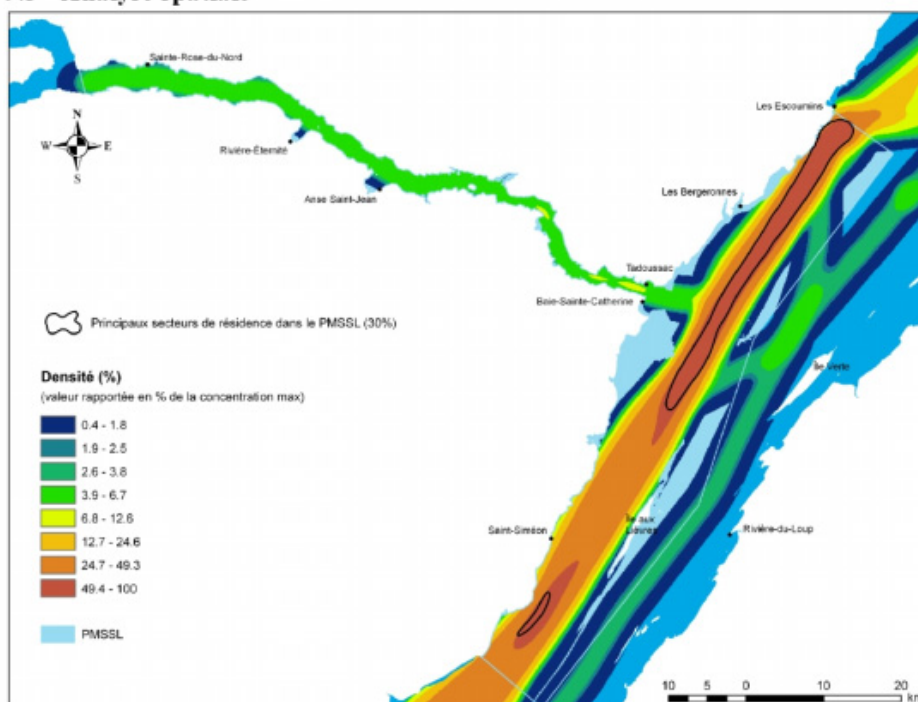 Sainte-Rose-du-Nord
Les Escoumins
N
W E
S
Rivière-Éternité
Anse Saint-Jean
Les Bergeronnes
Tadoussac
Baie-Sainte-Catherine
Principaux secteurs de résidence dans le PMSSL (30%)
Île Verte
Densité (%)
(valeur rapportée en % de la concentration max)
0.4 - 1.8
1.9 - 2.5
2.6 - 3.8
3.9 - 6.7
6.8 - 12.6
12.7 - 24.6
24.7 - 49.3
49.4 - 100
PMSSL
Île aux
Lièvres
Saint-Siméon
Rivière-du-Loup
10 5 0 10 20
km